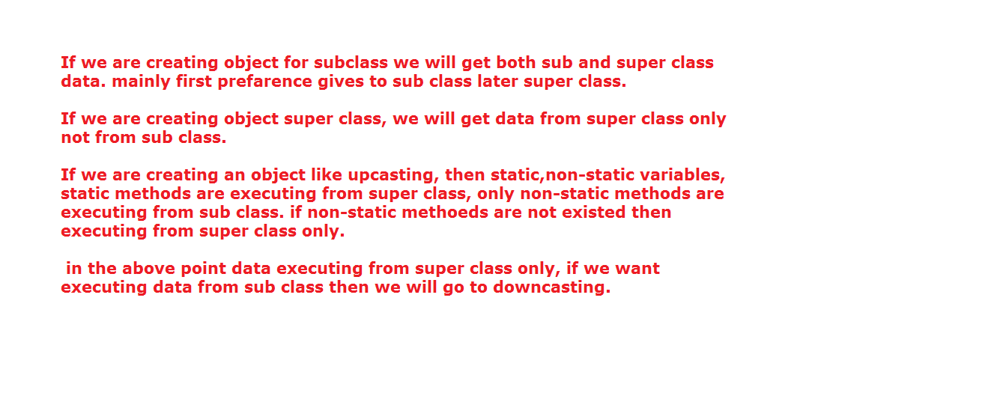 If we are creating object for subclass we will get both sub and super class
data. mainly first prefarence gives to sub class later super class.
If we are creating object super class, we will get data from super class only
not from sub class.
If we are creating an object like upcasting, then static,non-static variables,
static methods are executing from super class, only non-static methods are
executing from sub class. if non-static methoeds are not existed then
executing from super class only.
in the above point data executing from super class only, if we want
executing data from sub class then we will go to downcasting.